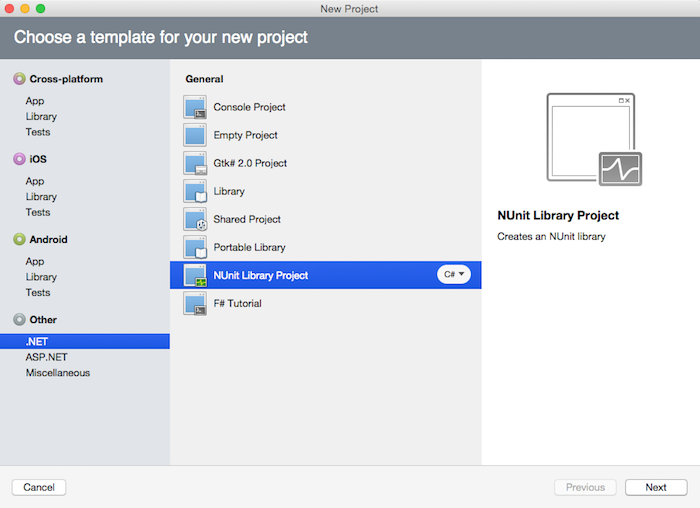 New Project
Choose a template for your new project
Cross-platform
App
Library
Tests
iOS
App
Library
Tests
Android
App
Library
Tests
Other
.NET
ASP.NET
Miscellaneous
General
Console Project
Empty Project
Gtk# 2.0 Project
Library
Shared Project
Portable Library
NUnit Library Project C#
F# Tutorial
NUnit Library Project
Creates an NUnit library
Cancel
Previous
Next